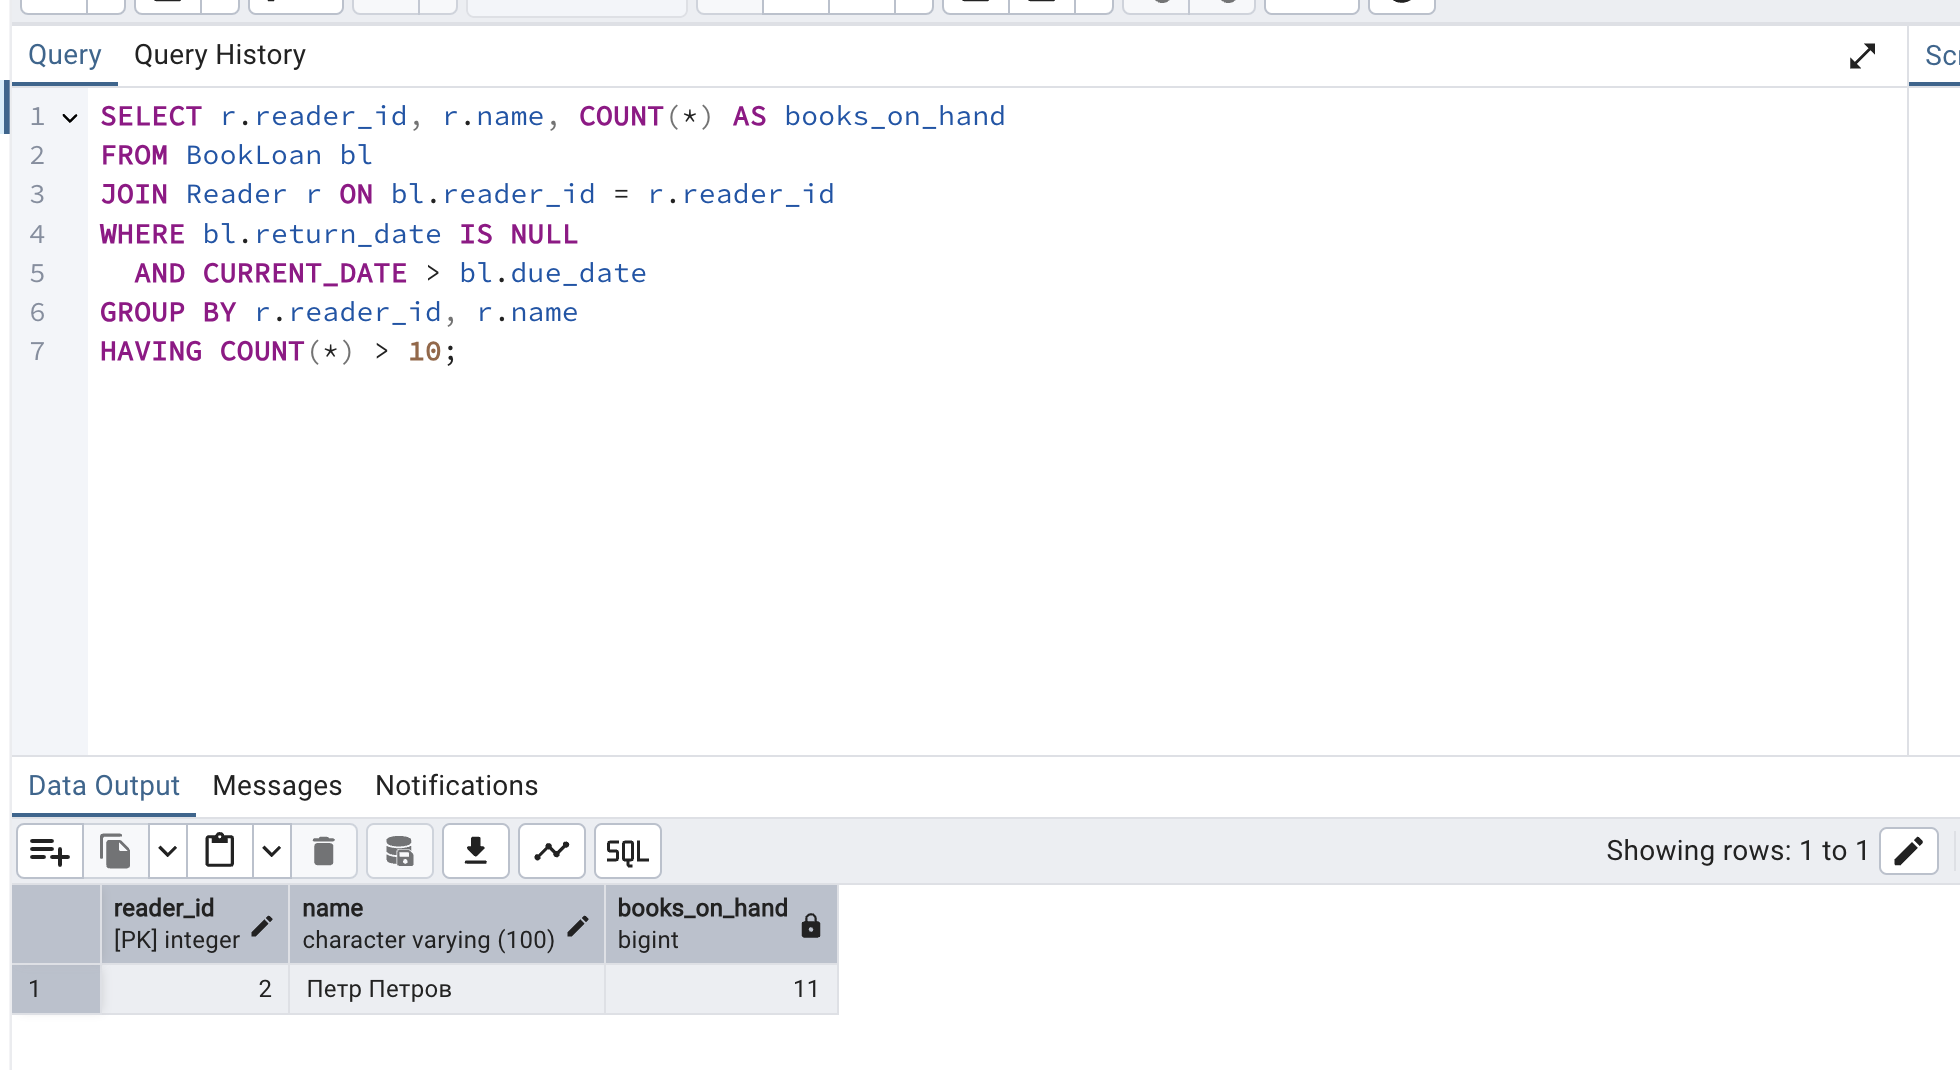 Query Query History
1 SELECT r.reader_id, r.name, COUNT(*) AS books_on_hand
2 FROM BookLoan bl
3 JOIN Reader r ON bl.reader_id = r.reader_id
4 WHERE bl.return_date IS NULL
5 AND CURRENT_DATE > bl.due_date
6 GROUP BY r.reader_id, r.name
7 HAVING COUNT(*) > 10;
Data Output Messages Notifications
SQL Showing rows: 1 to 1
reader_id name books_on_hand
[PK] integer character varying (100) bigint
1 2 Петр Петров 11